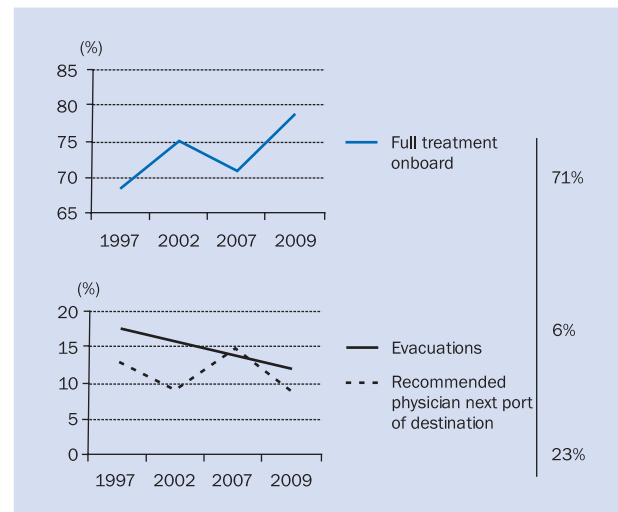 (%)
85
80
75
70
65
1997 2002 2007 2009
Full treatment
onboard
71%
(%)
20
15
10
5
0
1997 2002 2007 2009
Evacuations
6%
Recommended
physician next port
of destination
23%